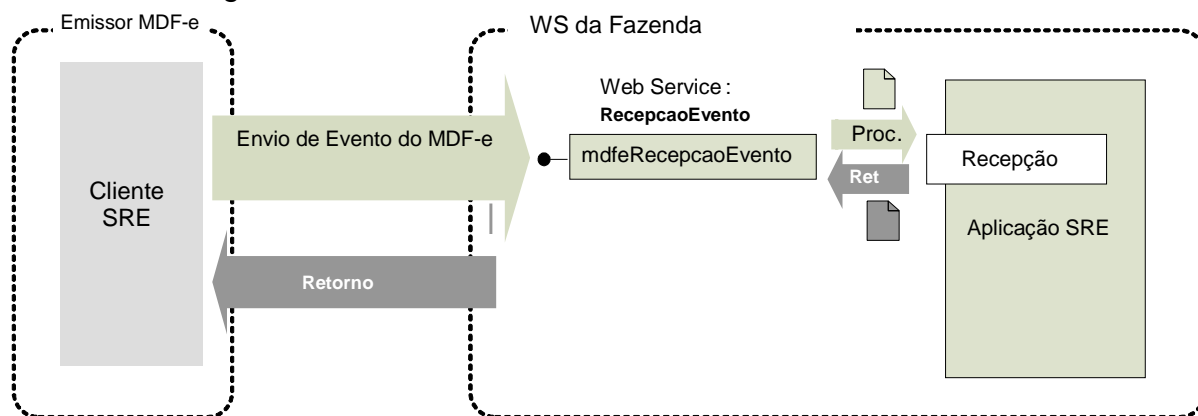 Emissor MDF-e
WS da Fazenda
Web Service :
RecepcaoEvento
Envio de Evento do MDF-e
mdfeRecepcaoEvento
Proc.
Ret
Recepção
Cliente
SRE
Aplicação SRE
Retorno